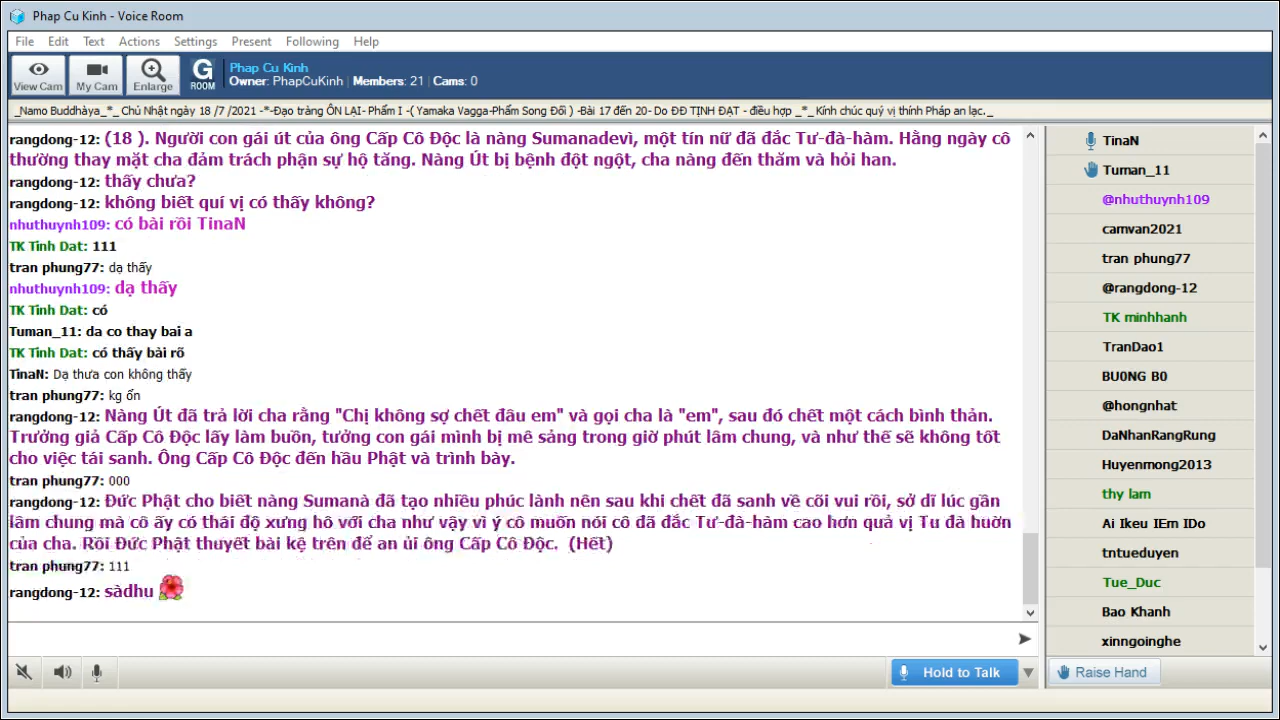 Phap Cu Kinh - Voice Room
File Edit Text Actions Settings Present Following Help
View Cam My Cam Enlarge G ROOM
Phap Cu Kinh
Owner: PhapCuKinh Members: 21 Cams: 0
_Namo Buddhàya_*_ Chủ Nhật ngày 18 /7 /2021 -*-Đạo tràng ÔN LẠI- Phẩm I -( Yamaka Vagga-Phẩm Song Đối ) -Bài 17 đến 20- Do ĐĐ TỊNH ĐẠT - điều hợp _*_ Kính chúc quý vị thính Pháp an lạc._
rangdong-12: (18 ). Người con gái út của ông Cấp Cô Độc là nàng Sumanadevì, một tín nữ đã đắc Tư-đà-hàm. Hằng ngày cô
thường thay mặt cha đảm trách phận sự hộ tăng. Nàng Út bị bệnh đột ngột, cha nàng đến thăm và hỏi han.
rangdong-12: thấy chưa?
rangdong-12: không biết quí vị có thấy không?
nhuthuynh109: có bài rồi TinaN
TK Tinh Dat: 111
tran phung77: dạ thấy
nhuthuynh109: dạ thấy
TK Tinh Dat: có
Tuman_11: da co thay bai a
TK Tinh Dat: có thấy bài rõ
TinaN: Dạ thưa con không thấy
tran phung77: kg ổn
rangdong-12: Nàng Út đã trả lời cha rằng "Chị không sợ chết đâu em" và gọi cha là "em", sau đó chết một cách bình thản.
Trưởng giả Cấp Cô Độc lấy làm buồn, tưởng con gái mình bị mê sảng trong giờ phút lâm chung, và như thế sẽ không tốt
cho việc tái sanh. Ông Cấp Cô Độc đến hầu Phật và trình bày.
tran phung77: 000
rangdong-12: Đức Phật cho biết nàng Sumanà đã tạo nhiều phúc lành nên sau khi chết đã sanh về cõi vui rồi, sở dĩ lúc gần
lâm chung mà cô ấy có thái độ xưng hô với cha như vậy vì ý cô muốn nói cô đã đắc Tư-đà-hàm cao hơn quả vị Tu đà huờn
của cha. Rồi Đức Phật thuyết bài kệ trên để an ủi ông Cấp Cô Độc. (Hết)
tran phung77: 111
rangdong-12: sàdhu
Hold to Talk
TinaN
Tuman_11
@nhuthuynh109
camvan2021
tran phung77
@rangdong-12
TK minhhanh
TranDao1
BU0NG B0
@hongnhat
DaNhanRangRung
Huyenmong2013
thy lam
Ai Ikeu IEm IDo
tntueduyen
Tue_Duc
Bao Khanh
xinngoinghe
Raise Hand